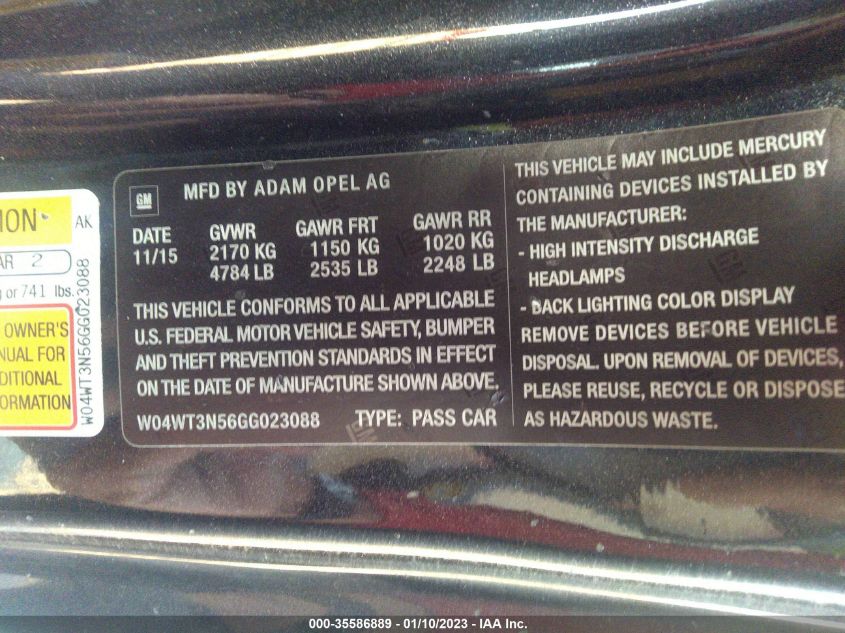 ION
AK
AR 2
g or 741 lbs.
OWNER'S
NUAL FOR
DITIONAL
FORMATION
W04WT3N56GG023088
GM
MFD BY ADAM OPEL AG
DATE GVWR GAWR FRT GAWR RR
11/15 2170 KG 1150 KG 1020 KG
4784 LB 2535 LB 2248 LB
THIS VEHICLE CONFORMS TO ALL APPLICABLE
U.S. FEDERAL MOTOR VEHICLE SAFETY, BUMPER
AND THEFT PREVENTION STANDARDS IN EFFECT
ON THE DATE OF MANUFACTURE SHOWN ABOVE.
W04WT3N56GG023088 TYPE: PASS CAR
THIS VEHICLE MAY INCLUDE MERCURY
CONTAINING DEVICES INSTALLED BY
THE MANUFACTURER:
- HIGH INTENSITY DISCHARGE
HEADLAMPS
- BACK LIGHTING COLOR DISPLAY
REMOVE DEVICES BEFORE VEHICLE
DISPOSAL. UPON REMOVAL OF DEVICES,
PLEASE REUSE, RECYCLE OR DISPOSE
AS HAZARDOUS WASTE.
000-35586889 - 01/10/2023 - IAA Inc.